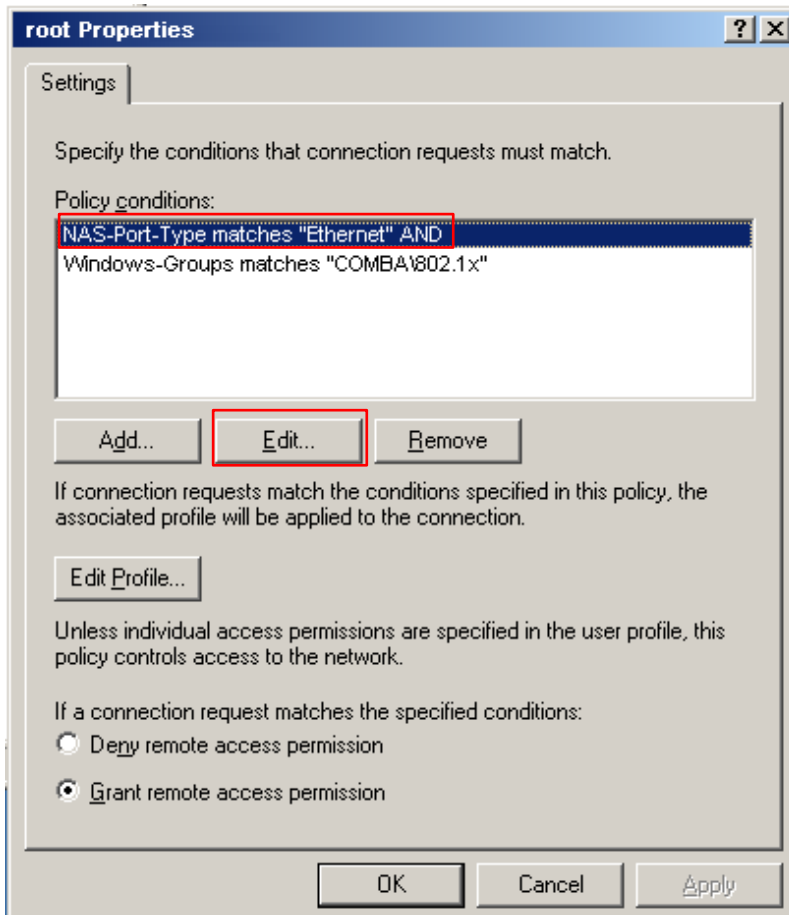 root Properties
Settings
Specify the conditions that connection requests must match.
Policy conditions:
NAS-Port-Type matches "Ethernet" AND
Windows-Groups matches "COMBA\802.1x"
Add... Edit... Remove
If connection requests match the conditions specified in this policy, the
associated profile will be applied to the connection.
Edit Profile...
Unless individual access permissions are specified in the user profile, this
policy controls access to the network.
If a connection request matches the specified conditions:
Deny remote access permission
Grant remote access permission
OK Cancel Apply